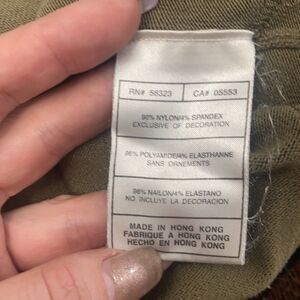 RN# 56323 CA# 05553
96% NYLON/4% SPANDEX
EXCLUSIVE OF DECORATION
96% POLYAMIDE/4% ELASTHANNE
SANS ORNEMENTS
96% NAILON/4% ELASTANO
NO INCLUYE LA DECORACION
MADE IN HONG KONG
FABRIQUE A HONG KONG
HECHO EN HONG KONG